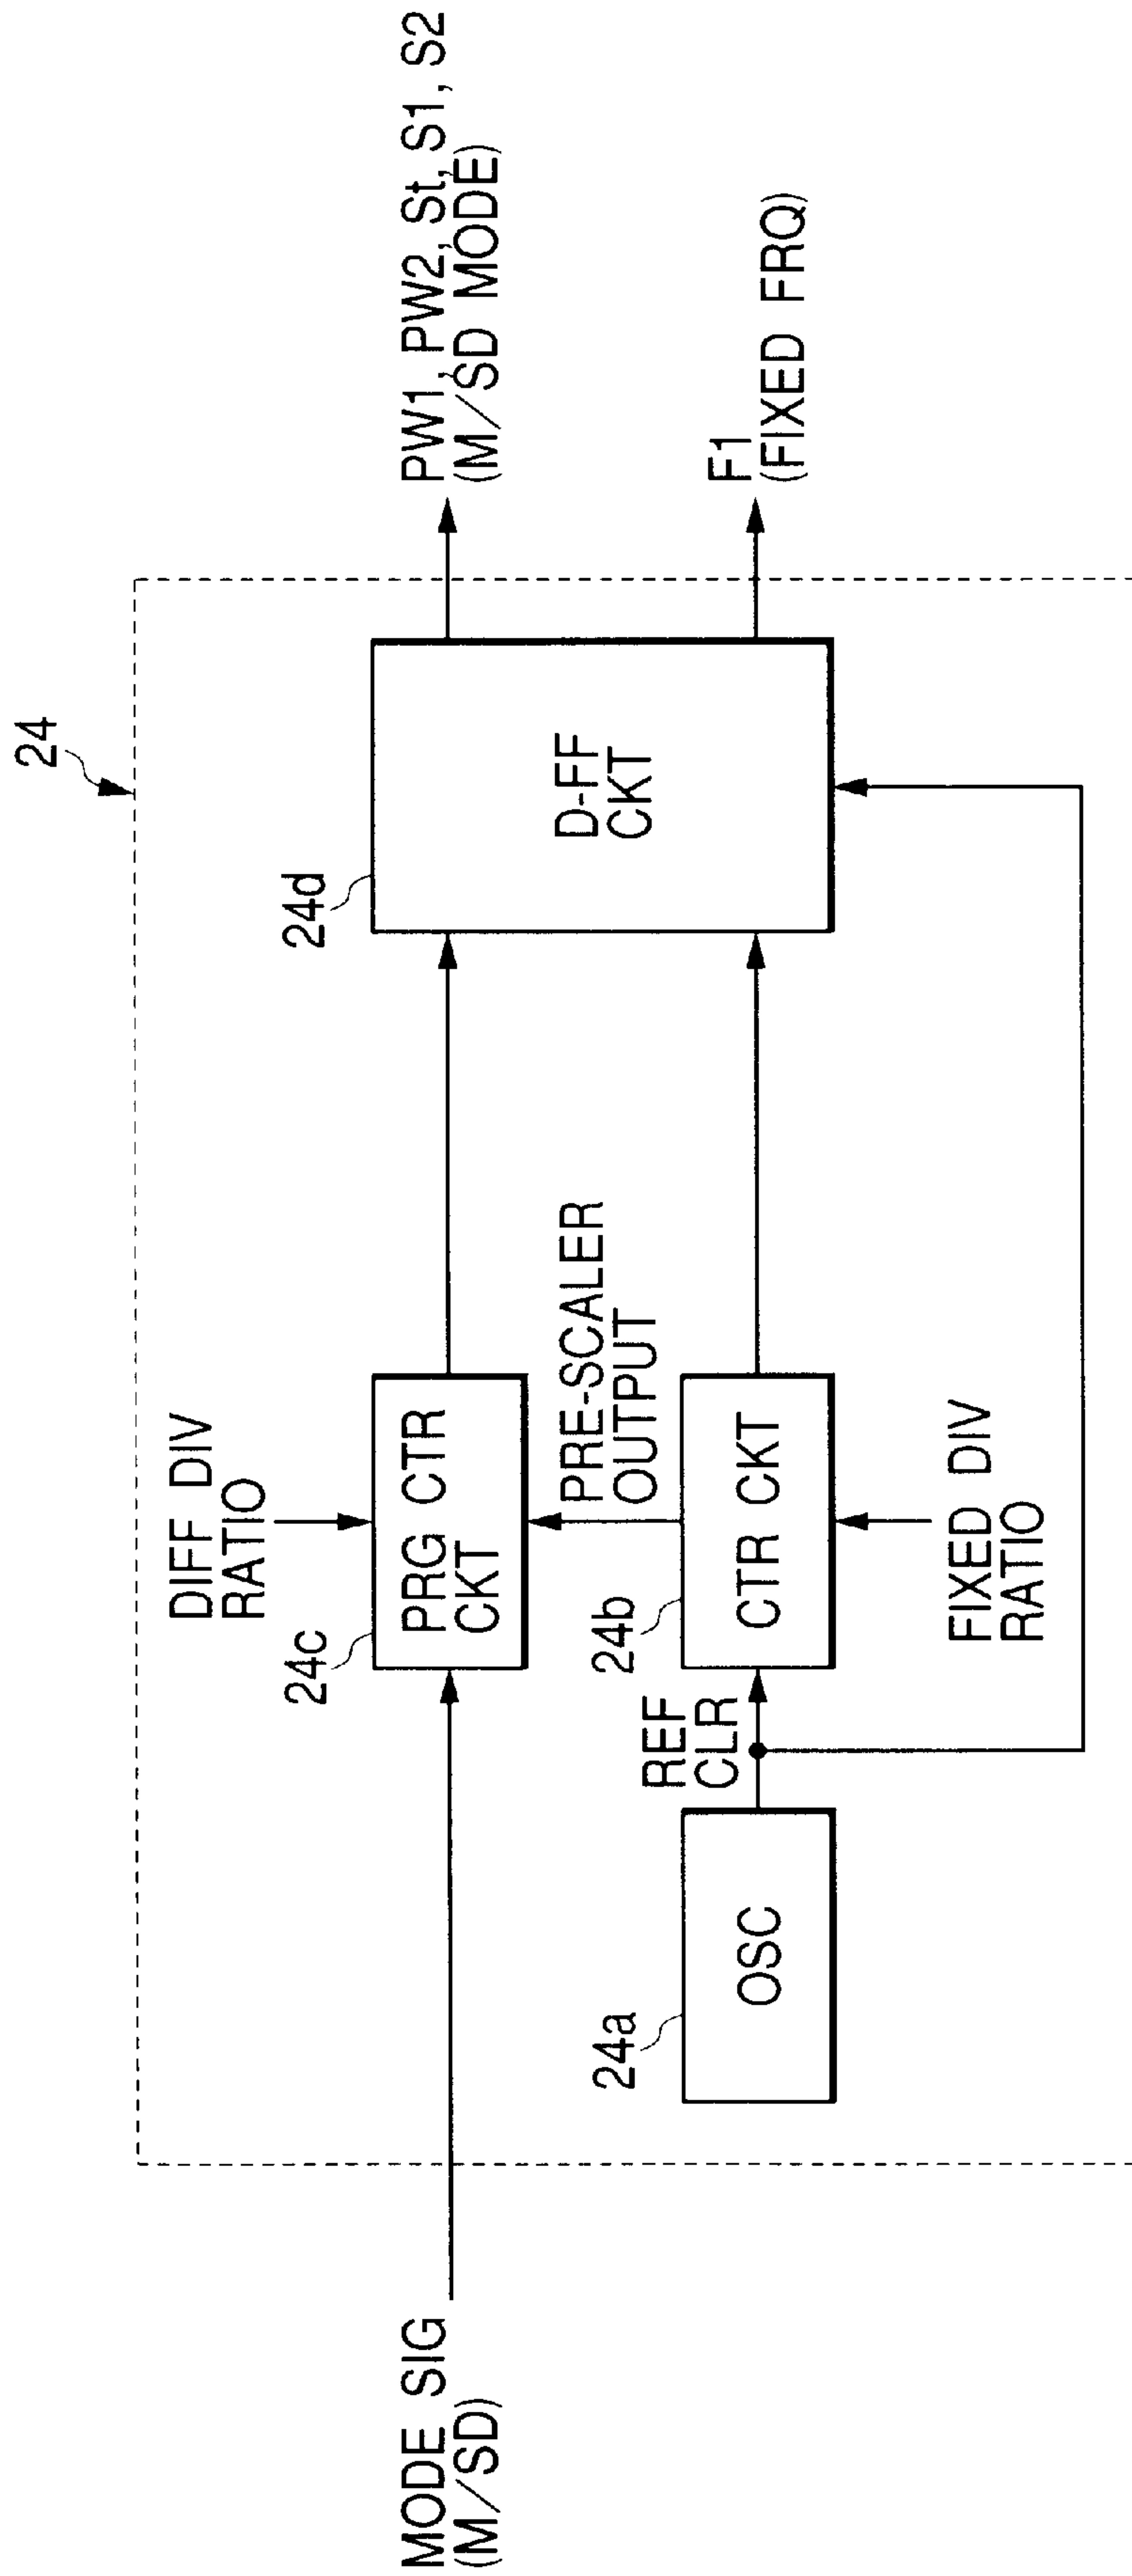 24
MODE SIG
(M/SD)
24c
DIFF DIV
RATIO
PRG CTR
CKT
24d
D-FF
CKT
PW1, PW2, St, S1, S2
(M/SD MODE)
PRE-SCALER
OUTPUT
24a
OSC
REF
CLR
24b
CTR CKT
FIXED DIV
RATIO
F1
(FIXED FRQ)